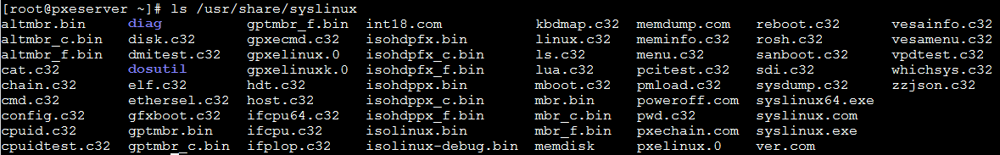 [root@pxeserver ~]# ls /usr/share/syslinux
altmbr.bin diag gptmbr_f.bin int18.com kbdmap.c32 memdump.com reboot.c32 vesainfo.c32
altmbr_c.bin disk.c32 gpxecmd.c32 isohdpfx.bin linux.c32 meminfo.c32 rosh.c32 vesamenu.c32
altmbr_f.bin dmitest.c32 gpxelinux.0 isohdpfx_c.bin ls.c32 menu.c32 sanboot.c32 vpdtest.c32
cat.c32 dosutil gpxelinuxk.0 isohdpfx_f.bin lua.c32 pcitest.c32 sdi.c32 whichsys.c32
chain.c32 elf.c32 hdt.c32 isohdppx.bin mboot.c32 pmload.c32 sysdump.c32 zzjson.c32
cmd.c32 ethersel.c32 host.c32 isohdppx_c.bin mbr.bin poweroff.com syslinux64.exe
config.c32 gfxboot.c32 ifcpu64.c32 isohdppx_f.bin mbr_c.bin pwd.c32 syslinux.com
cpuid.c32 gptmbr.bin ifcpu.c32 isolinux.bin mbr_f.bin pxechain.com syslinux.exe
cpuidtest.c32 gptmbr_c.bin ifplop.c32 isolinux-debug.bin memdisk pxelinux.0 ver.com